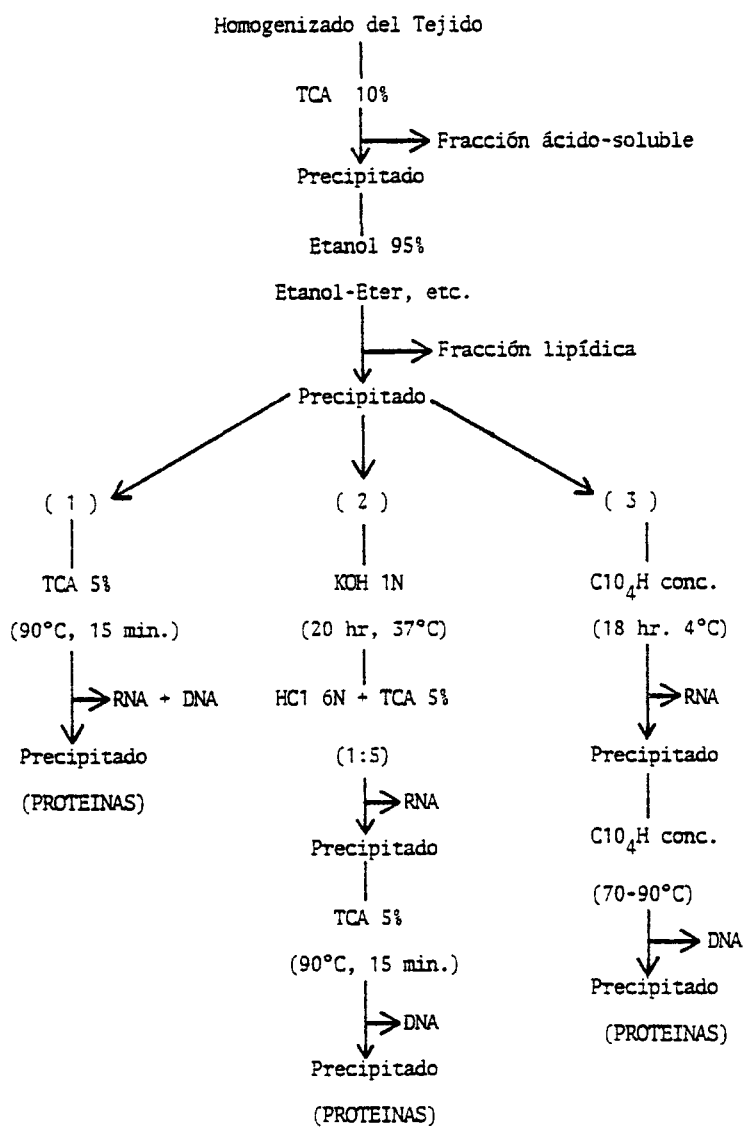 Homogenizado del Tejido
TCA 10%
Fracción ácido-soluble
Precipitado
Etanol 95%
Etanol-Eter, etc.
Fracción lipídica
Precipitado
( 1 )
TCA 5%
(90°C, 15 min.)
RNA + DNA
Precipitado
(PROTEINAS)
( 2 )
KOH 1N
(20 hr, 37°C)
HC1 6N + TCA 5%
(1:5)
RNA
Precipitado
TCA 5%
(90°C, 15 min.)
DNA
Precipitado
(PROTEINAS)
( 3 )
C10₄H conc.
(18 hr. 4°C)
RNA
Precipitado
C10₄H conc.
(70-90°C)
DNA
Precipitado
(PROTEINAS)